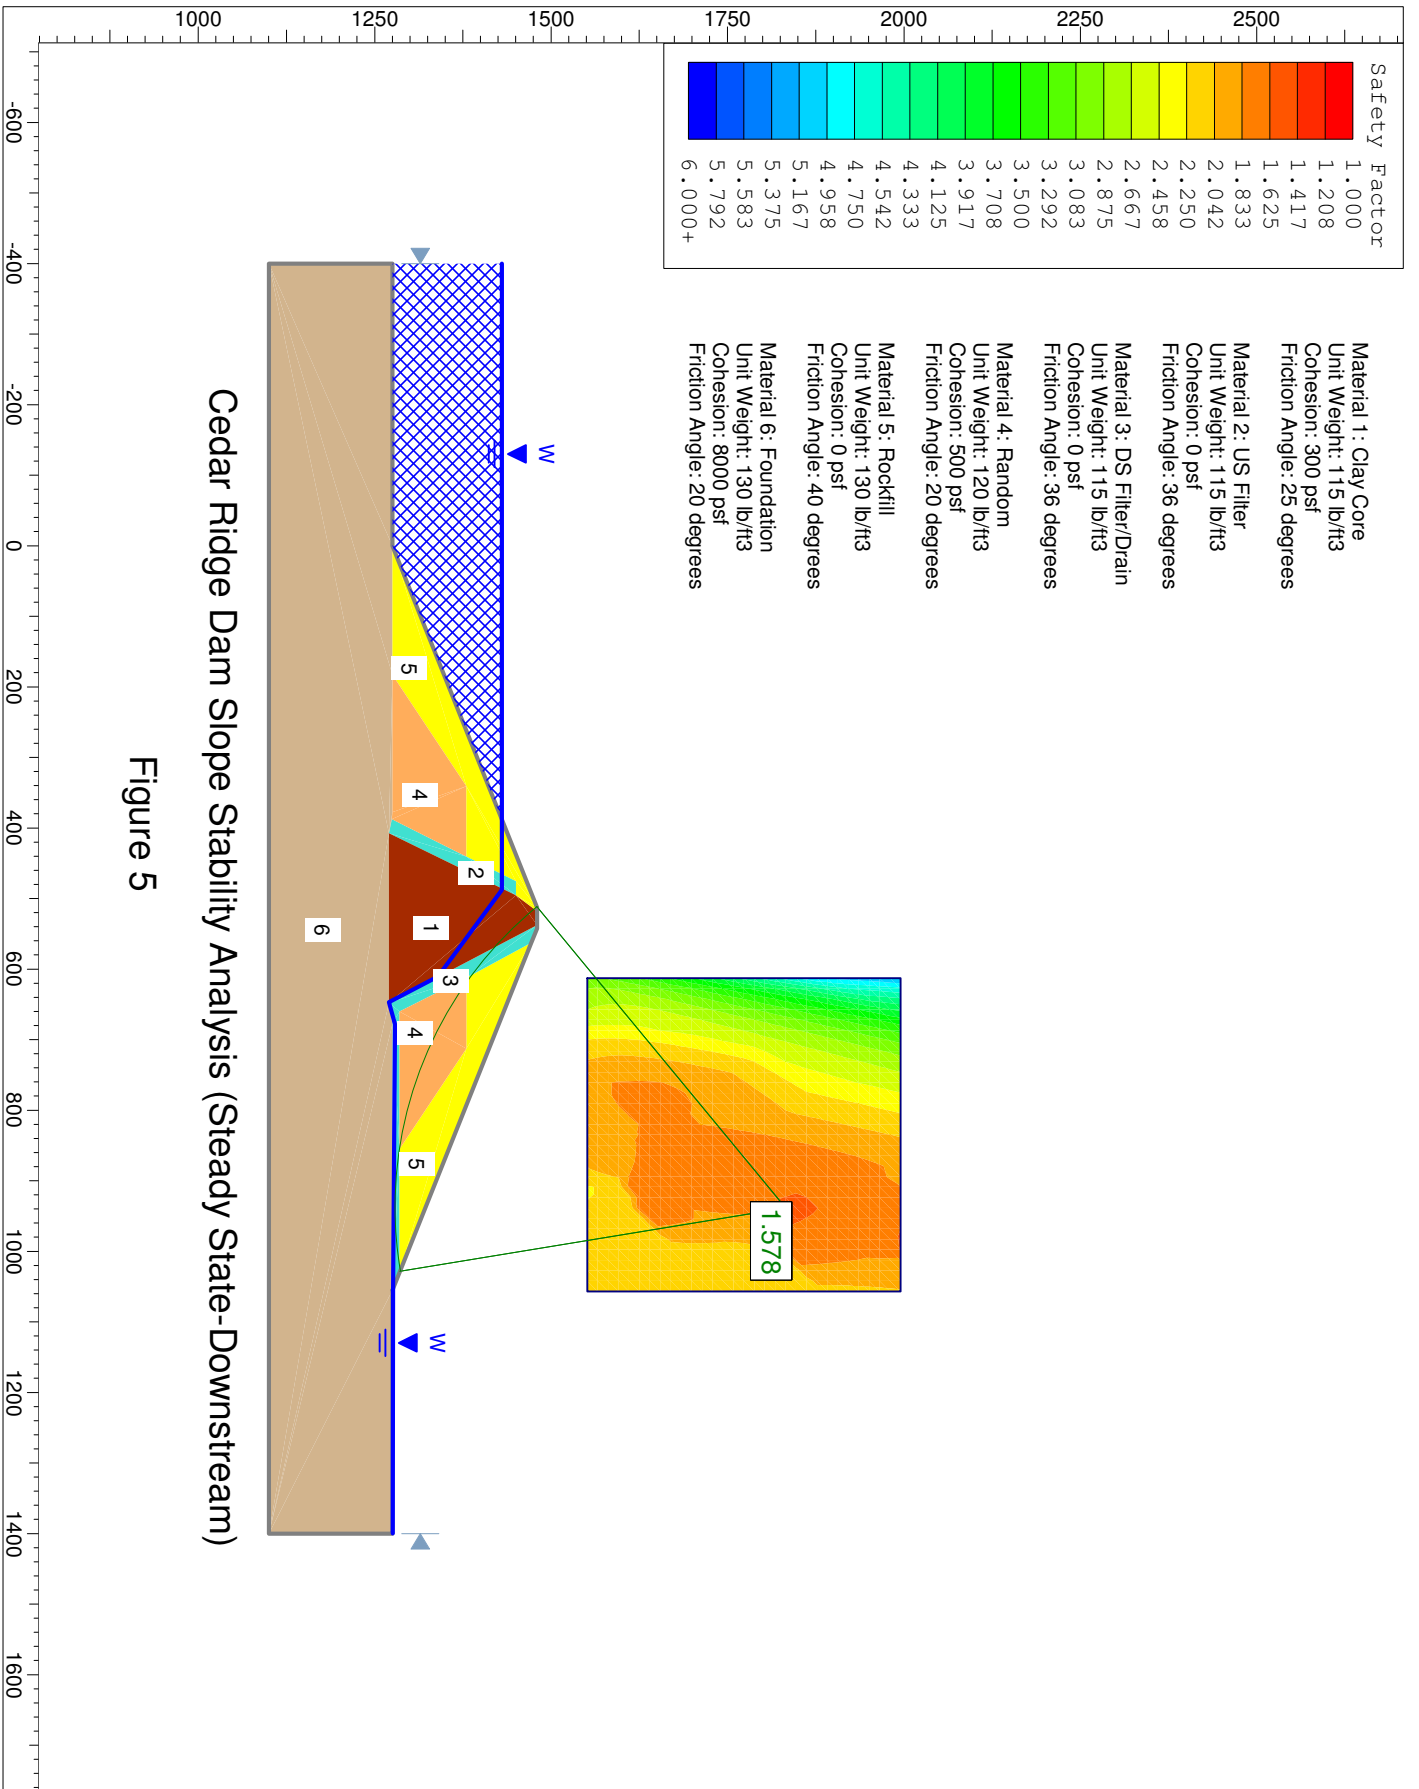 Safety Factor
1.000
1.208
1.417
1.625
1.833
2.042
2.250
2.458
2.667
2.875
3.083
3.292
3.500
3.708
3.917
4.125
4.333
4.542
4.750
4.958
5.167
5.375
5.583
5.792
6.000+
Material 1: Clay Core
Unit Weight: 115 lb/ft3
Cohesion: 300 psf
Friction Angle: 25 degrees
Material 2: US Filter
Unit Weight: 115 lb/ft3
Cohesion: 0 psf
Friction Angle: 36 degrees
Material 3: DS Filter/Drain
Unit Weight: 115 lb/ft3
Cohesion: 0 psf
Friction Angle: 36 degrees
Material 4: Random
Unit Weight: 120 lb/ft3
Cohesion: 500 psf
Friction Angle: 20 degrees
Material 5: Rockfill
Unit Weight: 130 lb/ft3
Cohesion: 0 psf
Friction Angle: 40 degrees
Material 6: Foundation
Unit Weight: 130 lb/ft3
Cohesion: 8000 psf
Friction Angle: 20 degrees
2500
2250
2000
1750
1500
1250
1000
1.578
W
W
5
4
2
1
3
4
5
6
Cedar Ridge Dam Slope Stability Analysis (Steady State-Downstream)
Figure 5
-600
-400
-200
0
200
400
600
800
1000
1200
1400
1600